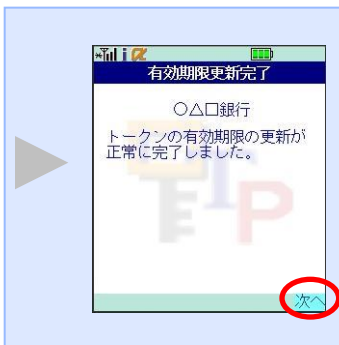 有効期限更新完了
○△□銀行
トークンの有効期限の更新が
正常に完了しました。
次へ